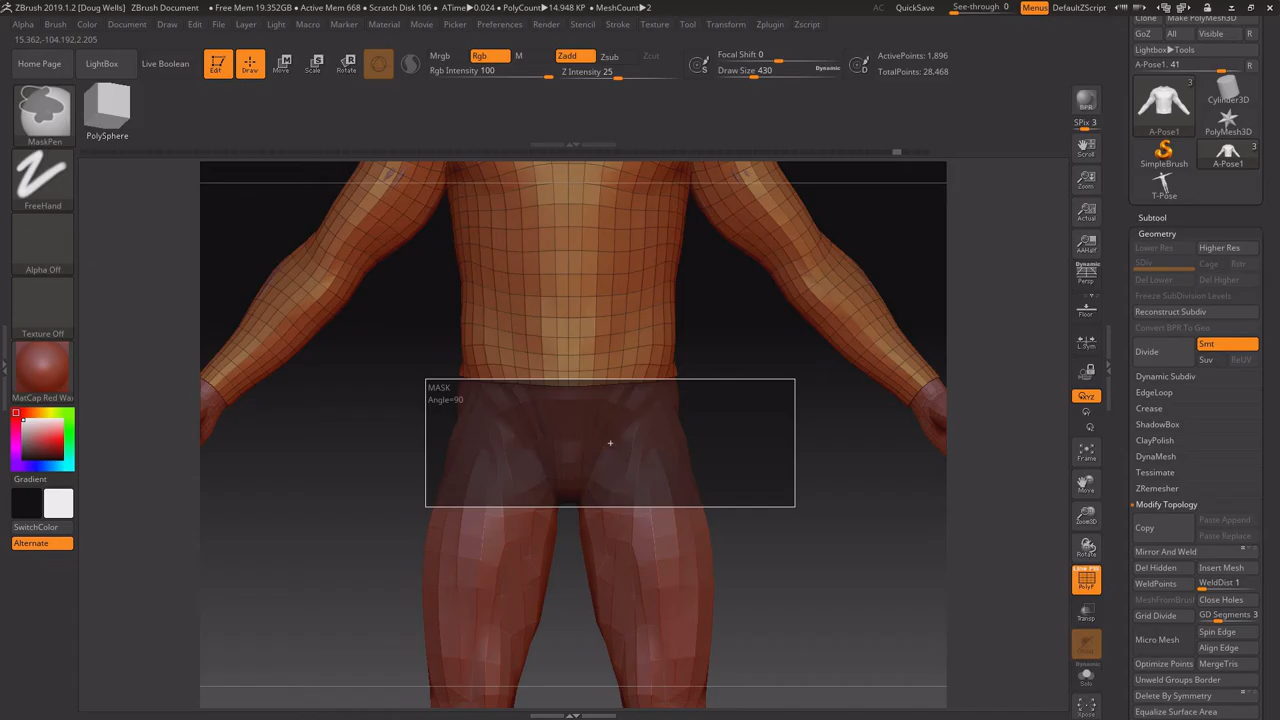 ZBrush 2019.1.2 [Doug Wells] ZBrush Document • Free Mem 19.352GB • Active Mem 668 • Scratch Disk 106 • ATime▶0.024 • PolyCount▶14.948 KP • MeshCount▶2
AC QuickSave See-through 0 Menus DefaultZScript
Alpha Brush Color Document Draw Edit File Layer Light Macro Marker Material Movie Picker Preferences Render Stencil Stroke Texture Tool Transform Zplugin Zscript
15.362,-104.192,2.205
Home Page LightBox Live Boolean
Edit Draw Move Scale Rotate
Mrgb Rgb M
Rgb Intensity 100
Zadd Zsub Zcut
Z Intensity 25
S
Focal Shift 0
Draw Size 430 Dynamic
D
ActivePoints: 1,896
TotalPoints: 28,468
MaskPen
PolySphere
FreeHand
Alpha Off
Texture Off
MatCap Red Wax
Gradient
SwitchColor
Alternate
MASK
Angle=90
BPR
SPix 3
Scroll
Zoom
Actual
AAHalf
Dynamic
Persp
Floor
L.Sym
XYZ
Frame
Move
Zoom3D
Rotate
Line Fill
PolyF
Transp
Dynamic
Solo
Xpose
Clone Make PolyMesh3D
GoZ All Visible R
Lightbox▶Tools
A-Pose1. 41 R
3
A-Pose1
Cylinder3D
PolyMesh3D
SimpleBrush
3
A-Pose1
T-Pose
Subtool
Geometry
Lower Res Higher Res
SDiv Cage Rstr
Del Lower Del Higher
Freeze SubDivision Levels
Reconstruct Subdiv
Convert BPR To Geo
Divide
Smt
Suv ReUV
Dynamic Subdiv
EdgeLoop
Crease
ShadowBox
ClayPolish
DynaMesh
Tessimate
ZRemesher
Modify Topology
Copy
Paste Append
Paste Replace
Mirror And Weld
Del Hidden Insert Mesh
WeldPoints WeldDist 1
MeshFromBrush Close Holes
Grid Divide GD Segments 3
Micro Mesh
Spin Edge
Align Edge
Optimize Points MergeTris
Unweld Groups Border
Delete By Symmetry
Equalize Surface Area